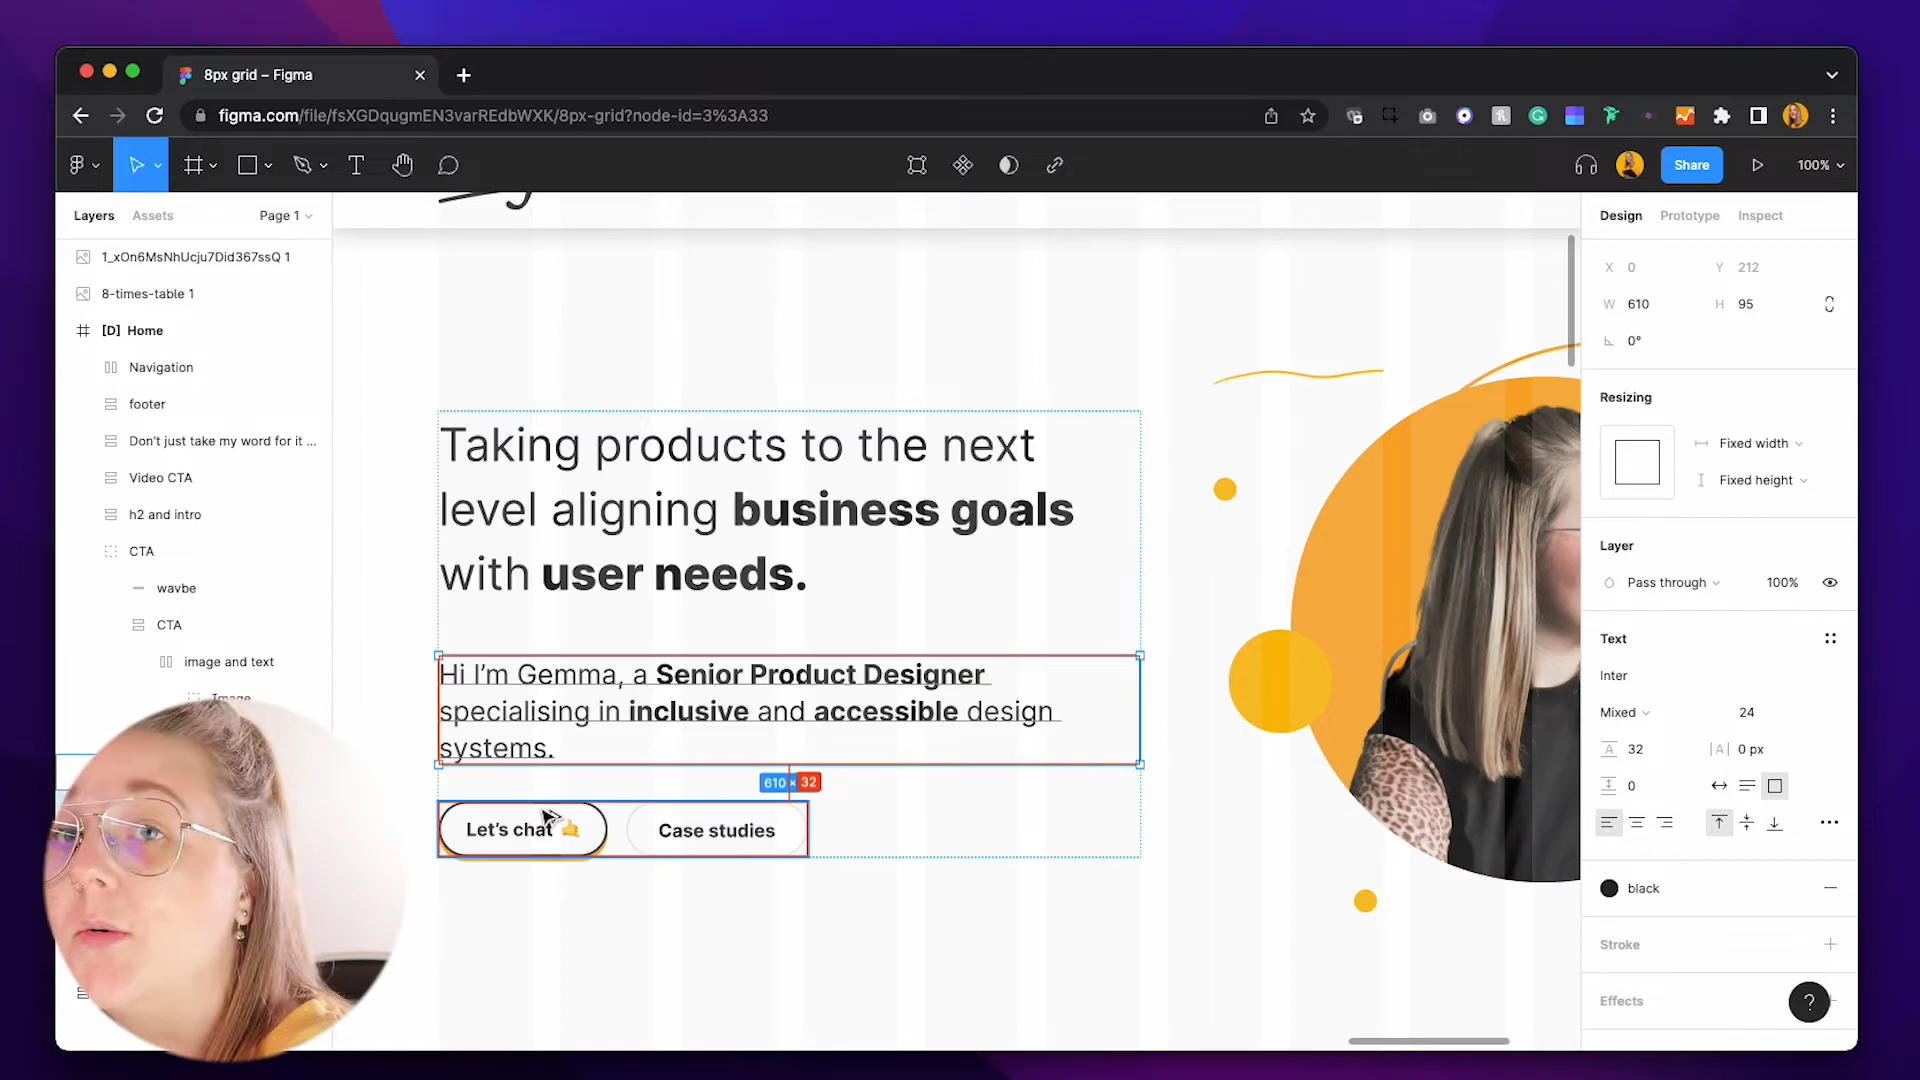 8px grid – Figma
figma.com/file/fsXGDqugmEN3varREdbWXK/8px-grid?node-id=3%3A33
Share
100%
Layers
Assets
Page 1
1_xOn6MsNhUcju7Did367ssQ 1
8-times-table 1
[D] Home
Navigation
footer
Don't just take my word for it ...
Video CTA
h2 and intro
CTA
wavbe
CTA
image and text
Image
Taking products to the next
level aligning business goals
with user needs.
Hi I'm Gemma, a Senior Product Designer
specialising in inclusive and accessible design
systems.
610 ×
32
Let's chat
Case studies
Design
Prototype
Inspect
X 0
Y 212
W 610
H 95
0°
Resizing
Fixed width
Fixed height
Layer
Pass through
100%
Text
Inter
Mixed
24
A 32
|A| 0 px
0
black
Stroke
Effects
?